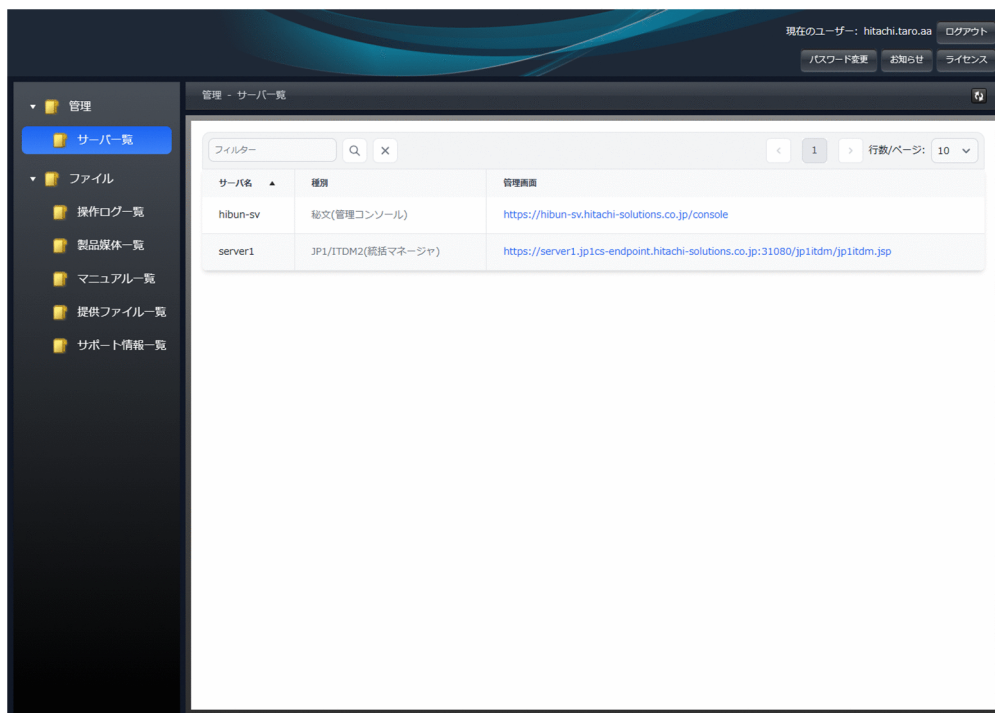 現在のユーザー: hitachi.taro.aa ログアウト
パスワード変更 お知らせ ライセンス
管理
サーバ一覧
ファイル
操作ログ一覧
製品媒体一覧
マニュアル一覧
提供ファイル一覧
サポート情報一覧
管理 - サーバ一覧
フィルター 1 行数/ページ: 10
サーバ名 種別 管理画面
hibun-sv 秘文(管理コンソール) https://hibun-sv.hitachi-solutions.co.jp/console
server1 JP1/ITDM2(統括マネージャ) https://server1.jp1cs-endpoint.hitachi-solutions.co.jp:31080/jp1itdm/jp1itdm.jsp